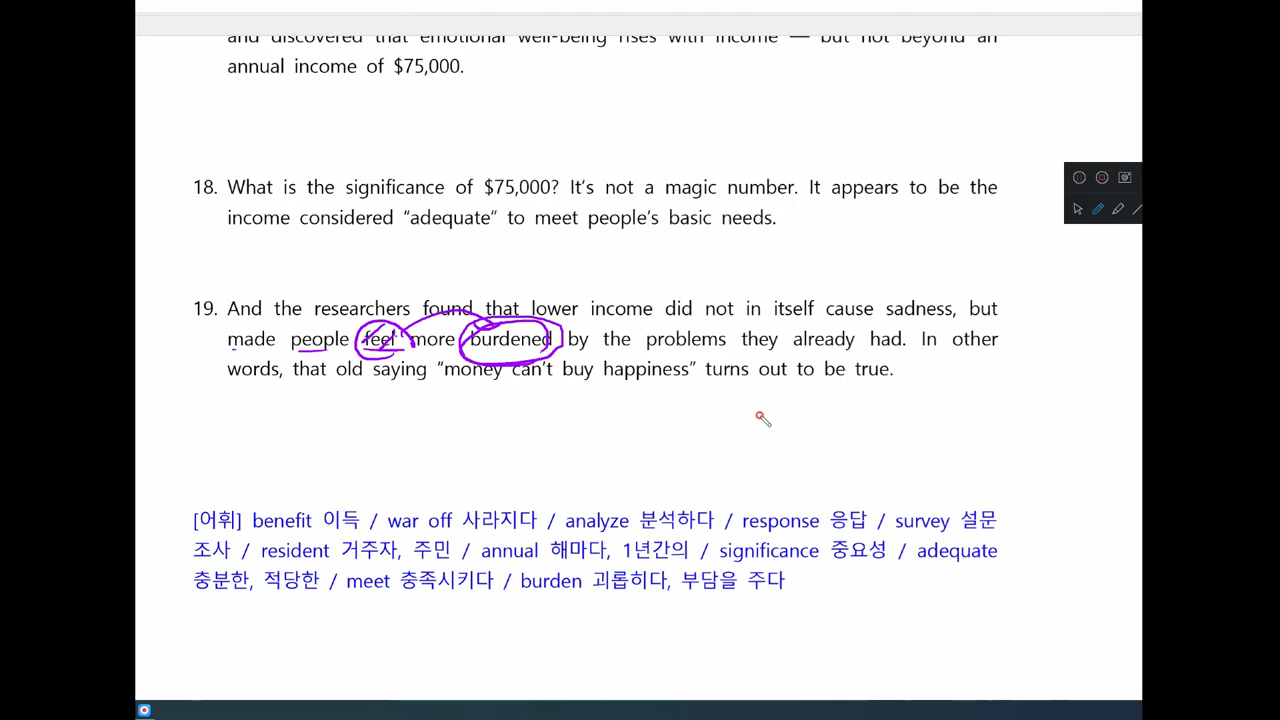 and discovered that emotional well-being rises with income — but not beyond an
annual income of $75,000.
18. What is the significance of $75,000? It's not a magic number. It appears to be the
income considered “adequate” to meet people's basic needs.
19. And the researchers found that lower income did not in itself cause sadness, but
made people feel more burdened by the problems they already had. In other
words, that old saying “money can't buy happiness” turns out to be true.
[어휘] benefit 이득 / war off 사라지다 / analyze 분석하다 / response 응답 / survey 설문
조사 / resident 거주자, 주민 / annual 해마다, 1년간의 / significance 중요성 / adequate
충분한, 적당한 / meet 충족시키다 / burden 괴롭히다, 부담을 주다